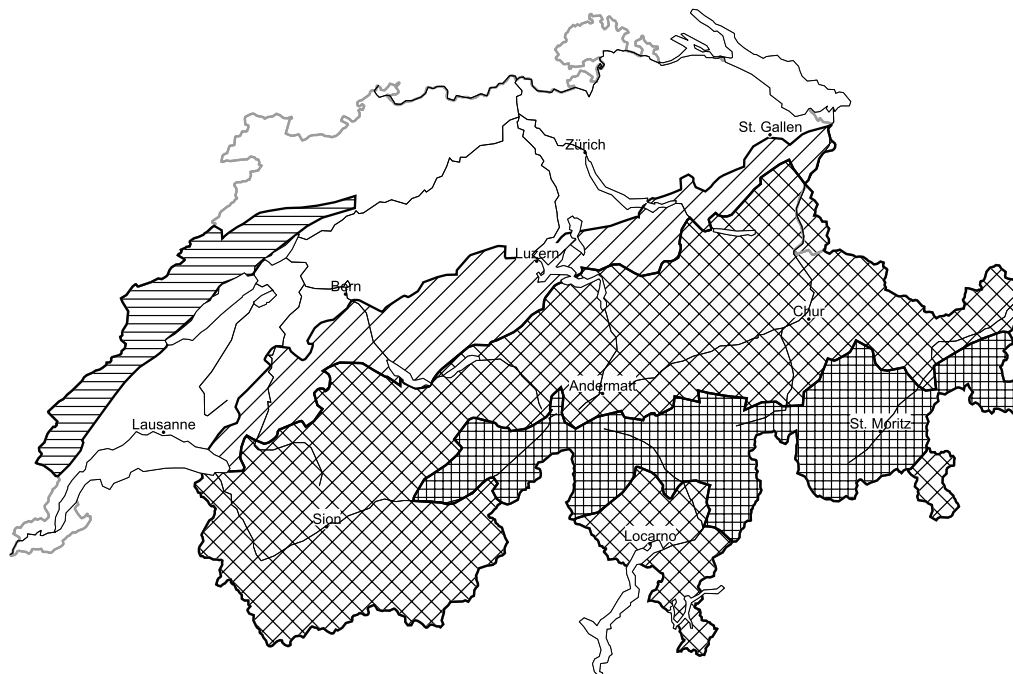 St. Gallen
Zürich
Luzern
Bern
Chur
Andermatt
Lausanne
St. Moritz
Sion
Locarno